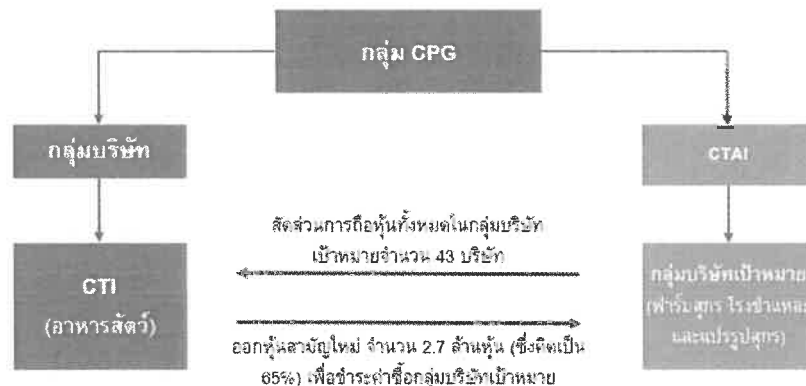 กลุ่ม CPG
กลุ่มบริษัท
CTAI
สัดส่วนการถือหุ้นทั้งหมดในกลุ่มบริษัท
เป้าหมายจำนวน 43 บริษัท
CTI
(อาหารสัตว์)
กลุ่มบริษัทเป้าหมาย
(ฟาร์มสุกร โรงชำแหละ
และแปรรูปสุกร)
ออกหุ้นสามัญใหม่ จำนวน 2.7 ล้านหุ้น (ซึ่งคิดเป็น
65%) เพื่อชำระค่าซื้อกลุ่มบริษัทเป้าหมาย